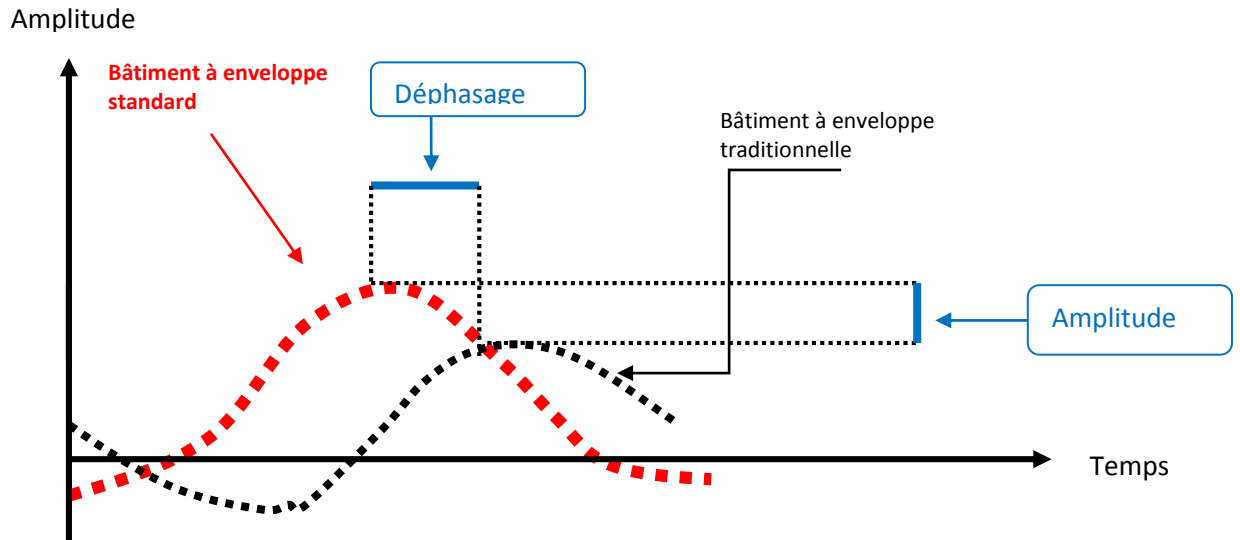 Amplitude
Bâtiment à enveloppe
standard
Déphasage
Bâtiment à enveloppe
traditionnelle
Amplitude
Temps